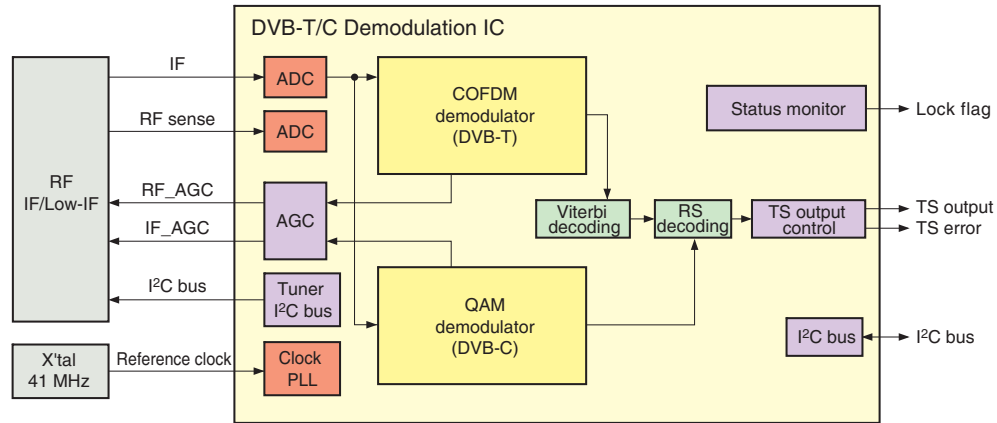 DVB-T/C Demodulation IC
IF
ADC
COFDM
demodulator
(DVB-T)
Status monitor
Lock flag
RF sense
ADC
RF
IF/Low-IF
RF_AGC
AGC
IF_AGC
Viterbi
decoding
RS
decoding
TS output
control
TS output
TS error
I²C bus
Tuner
I²C bus
QAM
demodulator
(DVB-C)
I²C bus
I²C bus
X'tal
41 MHz
Reference clock
Clock
PLL